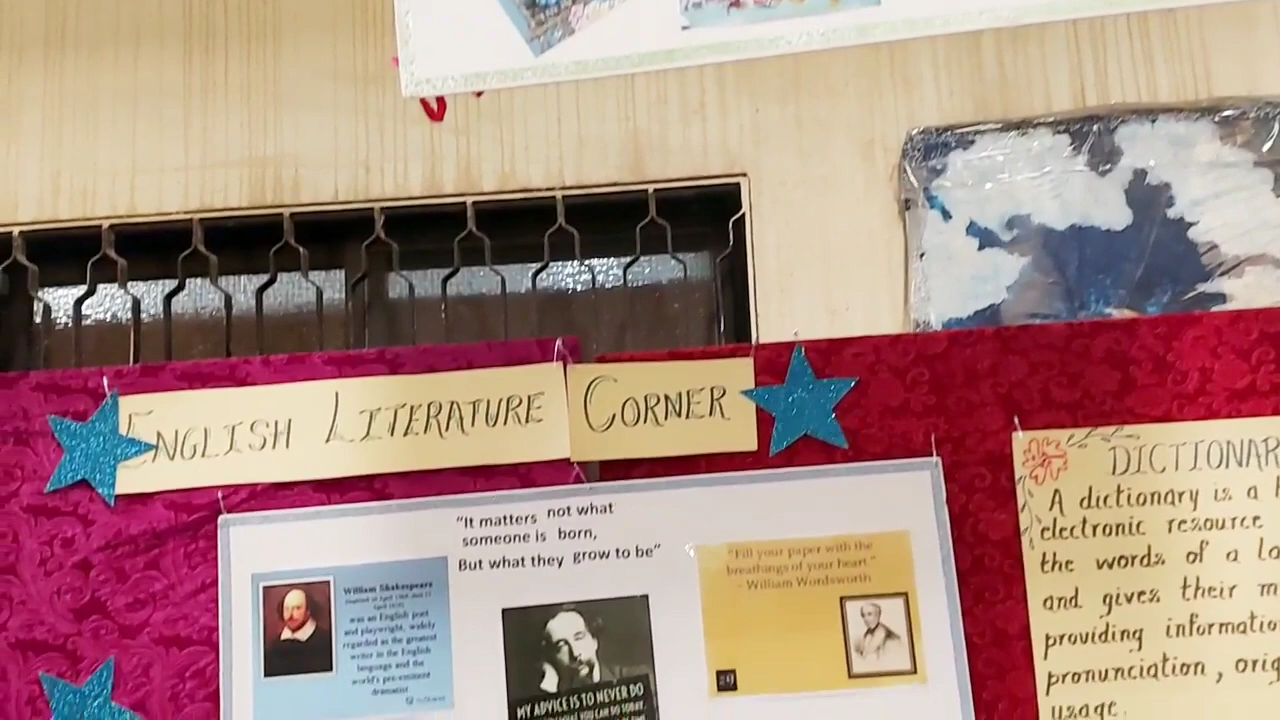 ENGLISH LITERATURE CORNER
"It matters not what
someone is born,
But what they grow to be"
William Shakespeare
was an English poet
and playwright, widely
regarded as the greatest
writer in the English
language and the
world's pre-eminent
dramatist
MY ADVICE IS TO NEVER DO
"Fill your paper with the
breathings of your heart."
- William Wordsworth
29
DICTIONAR
A dictionary is a
electronic resource
the words of a la
and gives their m
providing informatio
pronunciation, orig
usage.